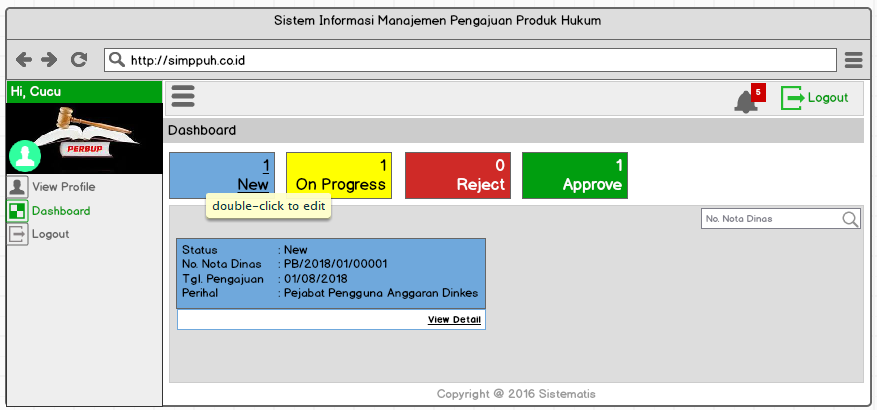 Sistem Informasi Manajemen Pengajuan Produk Hukum
http://simppuh.co.id
Hi, Cucu
5
Logout
PERBUP
Dashboard
View Profile
Dashboard
Logout
1
New
1
On Progress
0
Reject
1
Approve
double-click to edit
No. Nota Dinas
Status : New
No. Nota Dinas : PB/2018/01/00001
Tgl. Pengajuan : 01/08/2018
Perihal : Pejabat Pengguna Anggaran Dinkes
View Detail
Copyright @ 2016 Sistematis